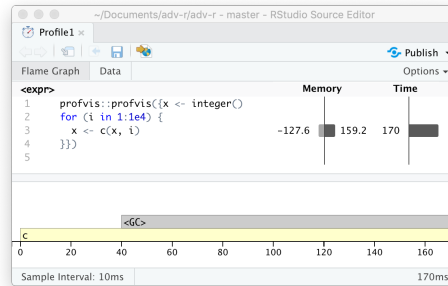 ~/Documents/adv-r/adv-r - master - RStudio Source Editor
Profile1
Publish
Flame Graph Data Options
<expr> Memory Time
1 profvis::profvis({x <- integer()
2 for (i in 1:1e4) {
3 x <- c(x, i) -127.6 159.2 170
4 }})
5
<GC>
c
0 20 40 60 80 100 120 140 160
Sample Interval: 10ms 170ms